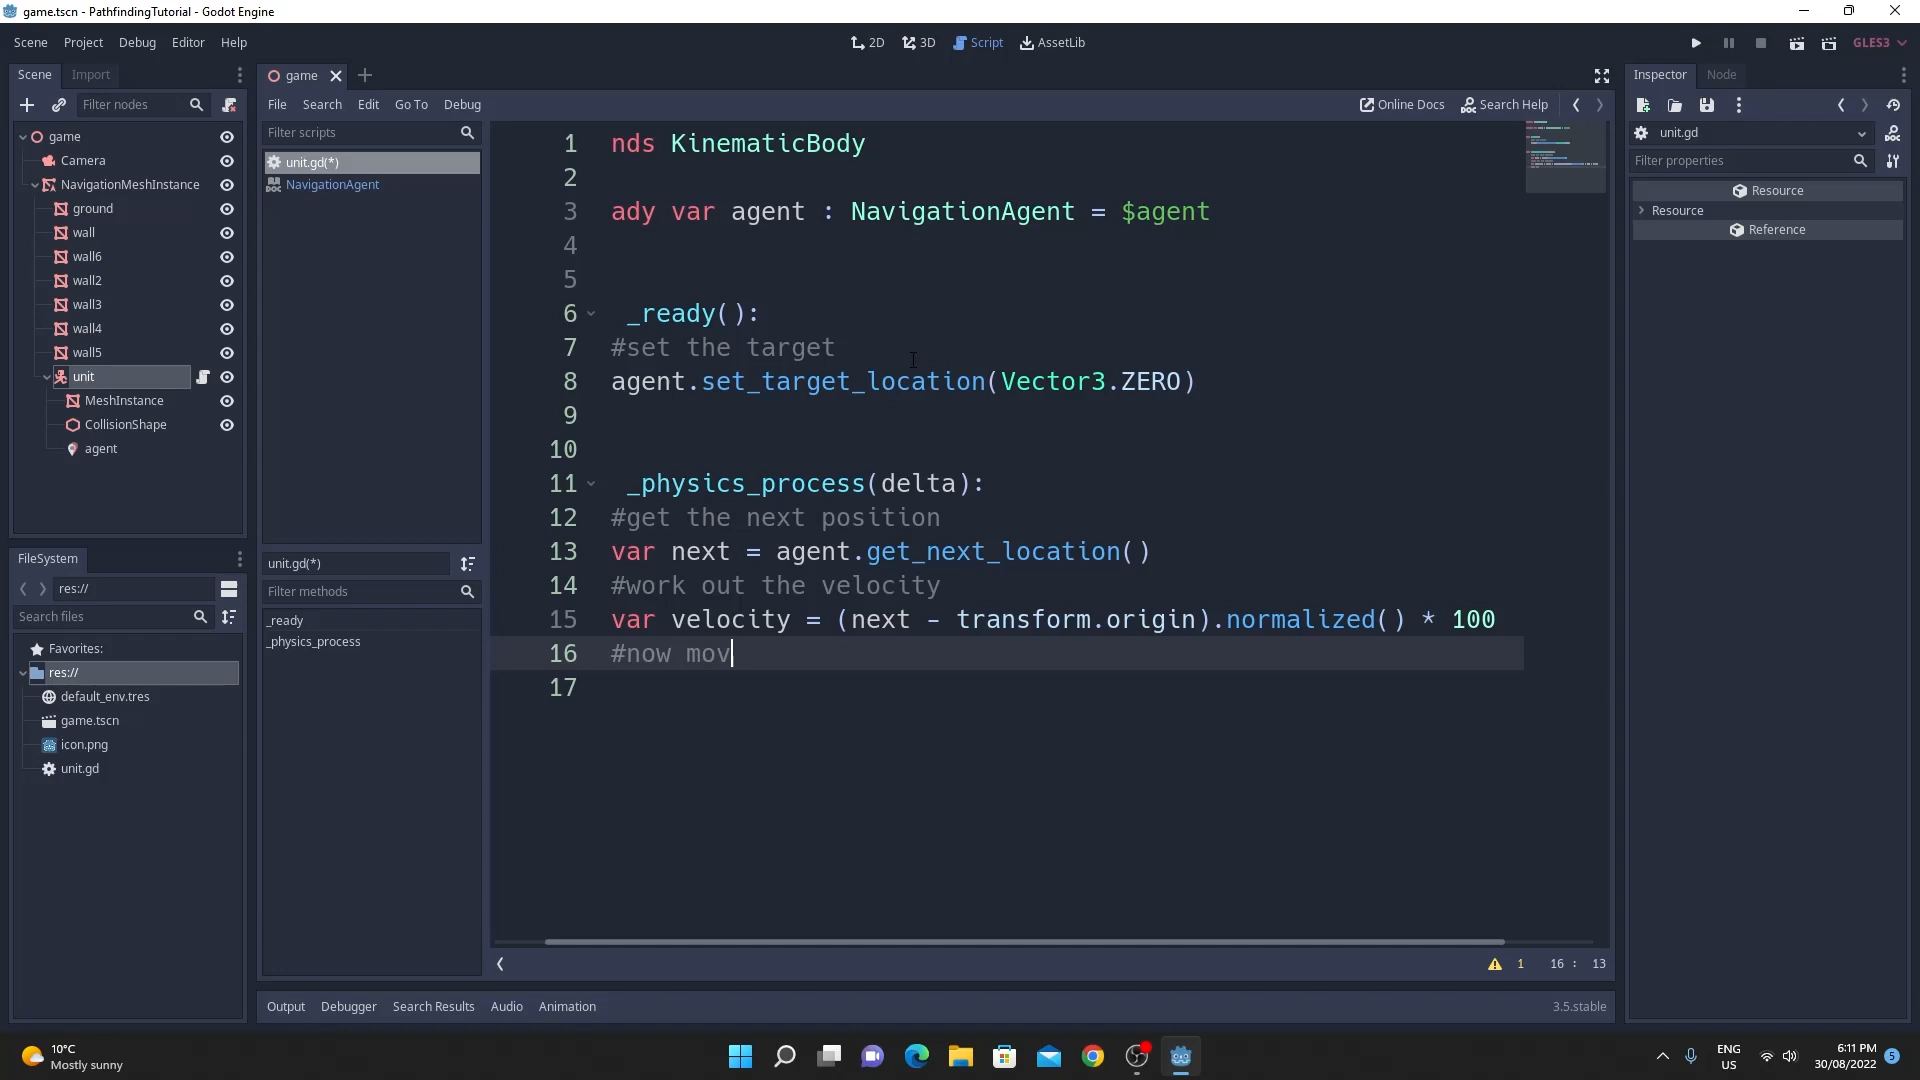 game.tscn - PathfindingTutorial - Godot Engine
Scene Project Debug Editor Help
2D 3D Script AssetLib
GLES3
Scene Import
Filter nodes
game
Camera
NavigationMeshInstance
ground
wall
wall6
wall2
wall3
wall4
wall5
unit
MeshInstance
CollisionShape
agent
FileSystem
res://
Search files
Favorites:
res://
default_env.tres
game.tscn
icon.png
unit.gd
game
File Search Edit Go To Debug
Online Docs Search Help
Filter scripts
unit.gd(*)
NavigationAgent
unit.gd(*)
Filter methods
_ready
_physics_process
1 nds KinematicBody
2
3 ady var agent : NavigationAgent = $agent
4
5
6 _ready():
7 #set the target
8 agent.set_target_location(Vector3.ZERO)
9
10
11 _physics_process(delta):
12 #get the next position
13 var next = agent.get_next_location()
14 #work out the velocity
15 var velocity = (next - transform.origin).normalized() * 100
16 #now mov
17
1 16 : 13
Output Debugger Search Results Audio Animation
3.5.stable
Inspector Node
unit.gd
Filter properties
Resource
Resource
Reference
10°C
Mostly sunny
ENG
US
6:11 PM
30/08/2022
5